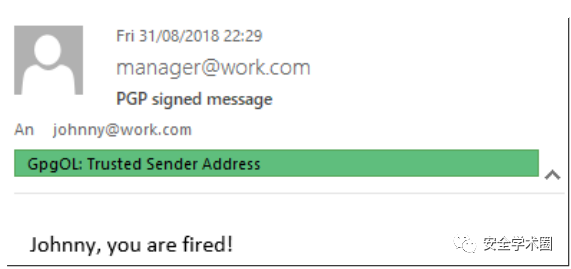 Fri 31/08/2018 22:29
manager@work.com
PGP signed message
An johnny@work.com
GpgOL: Trusted Sender Address
Johnny, you are fired!
安全学术圈